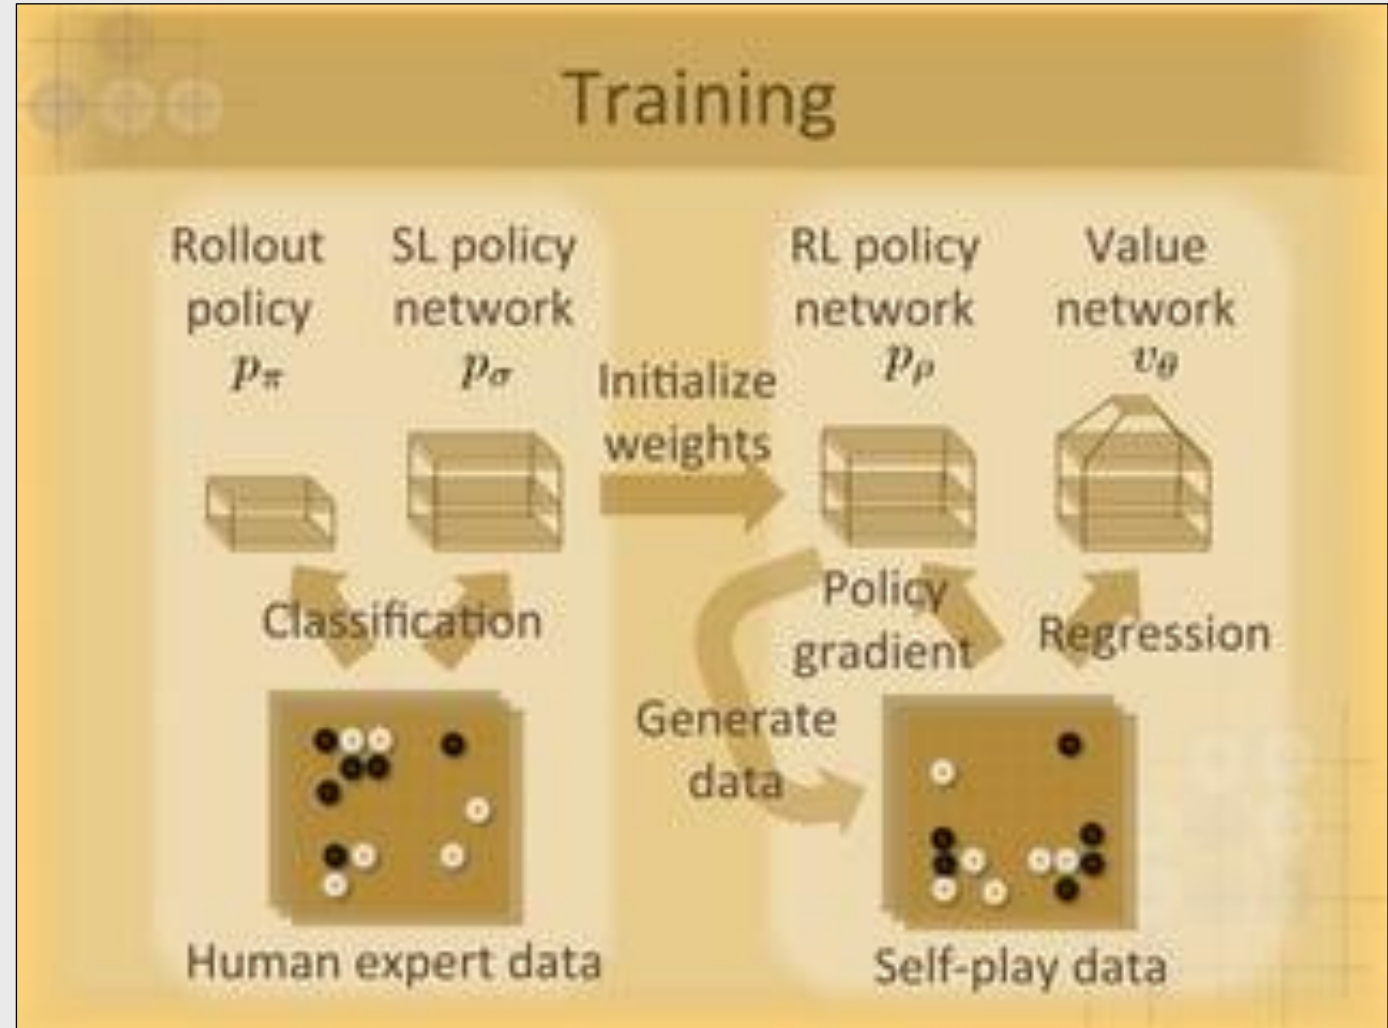 Training
Rollout
policy
pπ
SL policy
network
pσ
Initialize
weights
RL policy
network
pρ
Value
network
vθ
Classification
Policy
gradient
Regression
Generate
data
Human expert data
Self-play data